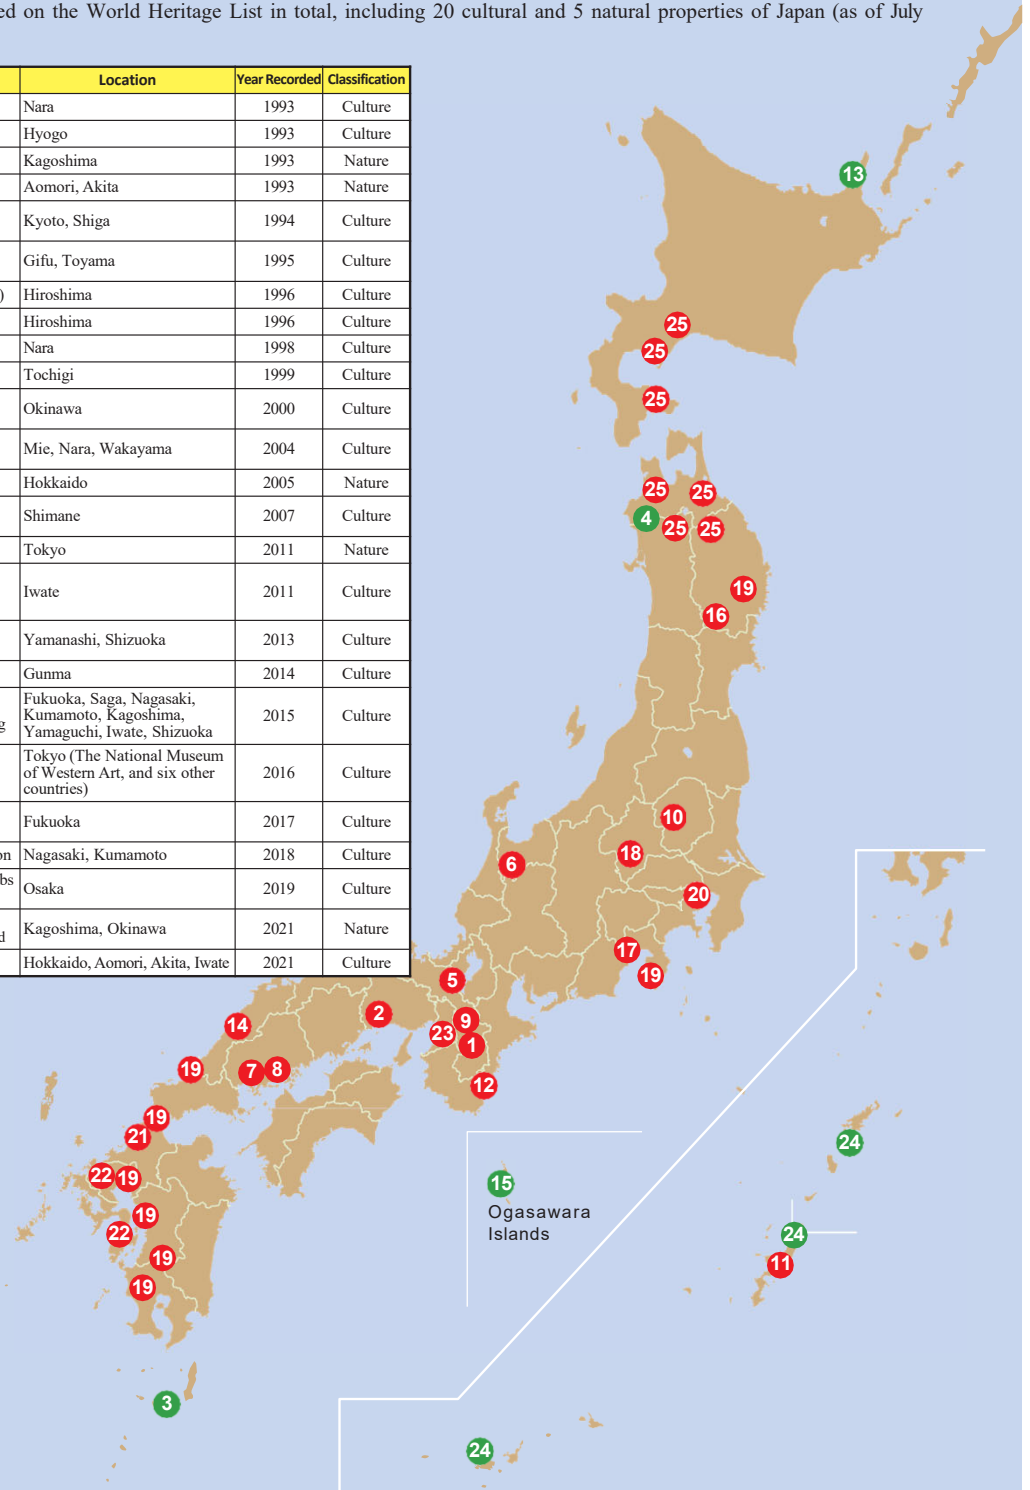 ed on the World Heritage List in total, including 20 cultural and 5 natural properties of Japan (as of July
Location Year Recorded Classification
Nara 1993 Culture
Hyogo 1993 Culture
Kagoshima 1993 Nature
Aomori, Akita 1993 Nature
Kyoto, Shiga 1994 Culture
Gifu, Toyama 1995 Culture
) Hiroshima 1996 Culture
Hiroshima 1996 Culture
Nara 1998 Culture
Tochigi 1999 Culture
Okinawa 2000 Culture
Mie, Nara, Wakayama 2004 Culture
Hokkaido 2005 Nature
Shimane 2007 Culture
Tokyo 2011 Nature
Iwate 2011 Culture
Yamanashi, Shizuoka 2013 Culture
Gunma 2014 Culture
Fukuoka, Saga, Nagasaki,
g Kumamoto, Kagoshima, 2015 Culture
Yamaguchi, Iwate, Shizuoka
Tokyo (The National Museum
of Western Art, and six other 2016 Culture
countries)
Fukuoka 2017 Culture
on Nagasaki, Kumamoto 2018 Culture
bs Osaka 2019 Culture
d Kagoshima, Okinawa 2021 Nature
Hokkaido, Aomori, Akita, Iwate 2021 Culture
13
25
25
25
25
25
4
25
25
19
16
10
18
6
20
17
19
5
2
9
14
23
1
19
7
8
12
19
21
24
22
19
15
Ogasawara
Islands
19
22
24
19
11
19
3
24